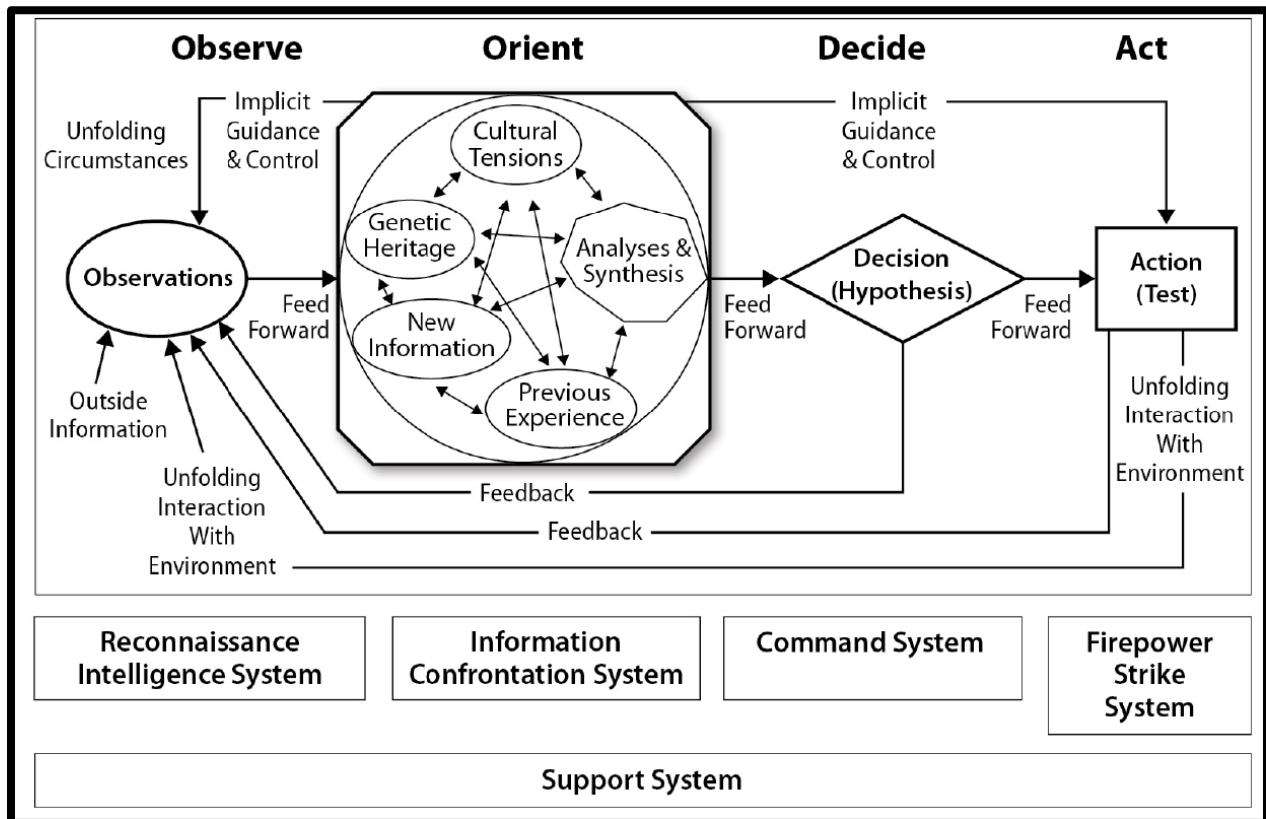 Observe
Orient
Decide
Act
Implicit
Guidance
& Control
Unfolding
Circumstances
Observations
Feed
Forward
Outside
Information
Unfolding
Interaction
With
Environment
Cultural
Tensions
Genetic
Heritage
Analyses &
Synthesis
New
Information
Previous
Experience
Implicit
Guidance
& Control
Feed
Forward
Decision
(Hypothesis)
Feed
Forward
Action
(Test)
Unfolding
Interaction
With
Environment
Feedback
Feedback
Reconnaissance
Intelligence System
Information
Confrontation System
Command System
Firepower
Strike
System
Support System